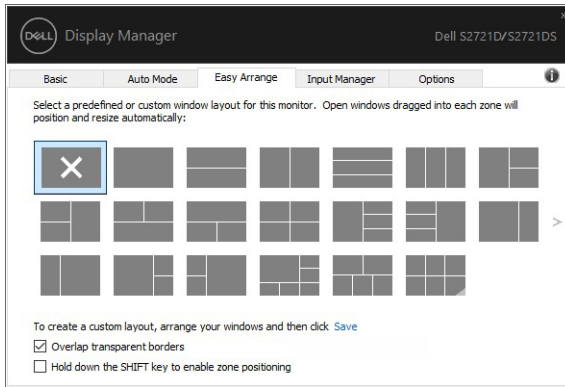 DELL Display Manager
Dell S2721D/S2721DS
Basic Auto Mode Easy Arrange Input Manager Options
Select a predefined or custom window layout for this monitor. Open windows dragged into each zone will
position and resize automatically:
To create a custom layout, arrange your windows and then click Save
Overlap transparent borders
Hold down the SHIFT key to enable zone positioning